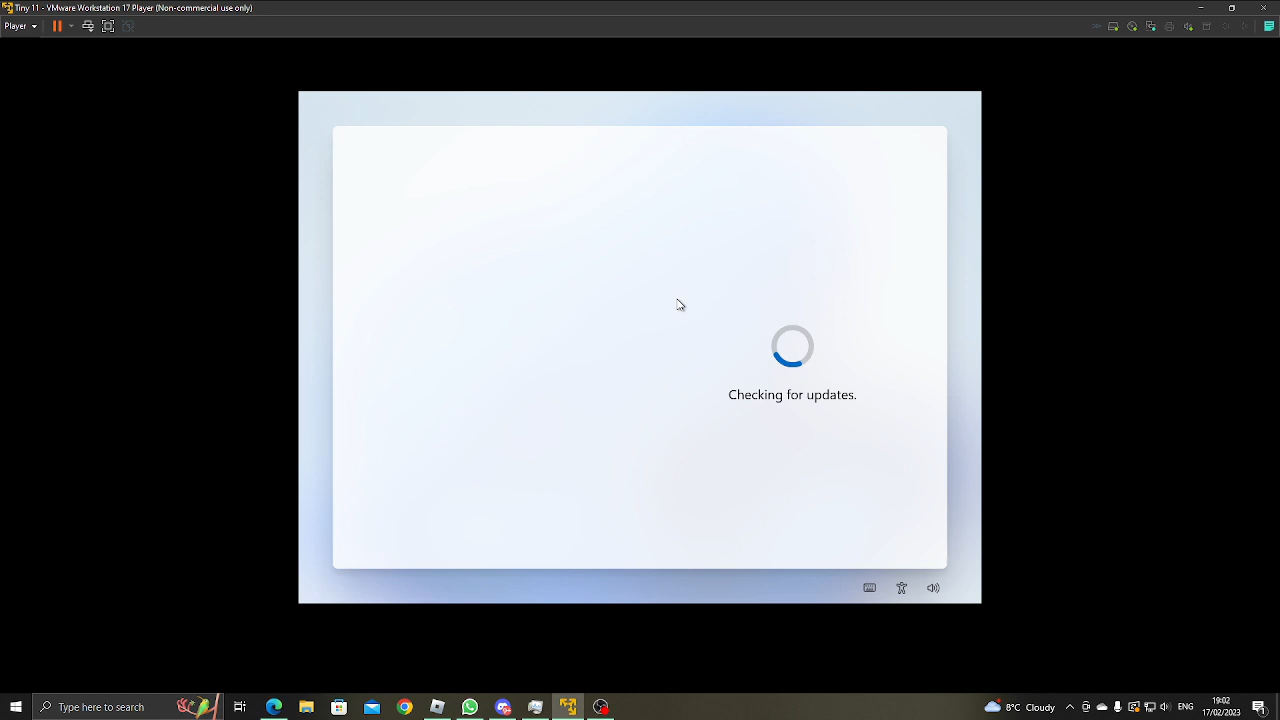 Tiny 11 - VMware Workstation 17 Player (Non-commercial use only)
Player
Checking for updates.
Type here to search
8°C Cloudy
ENG
19:02
17/02/2023